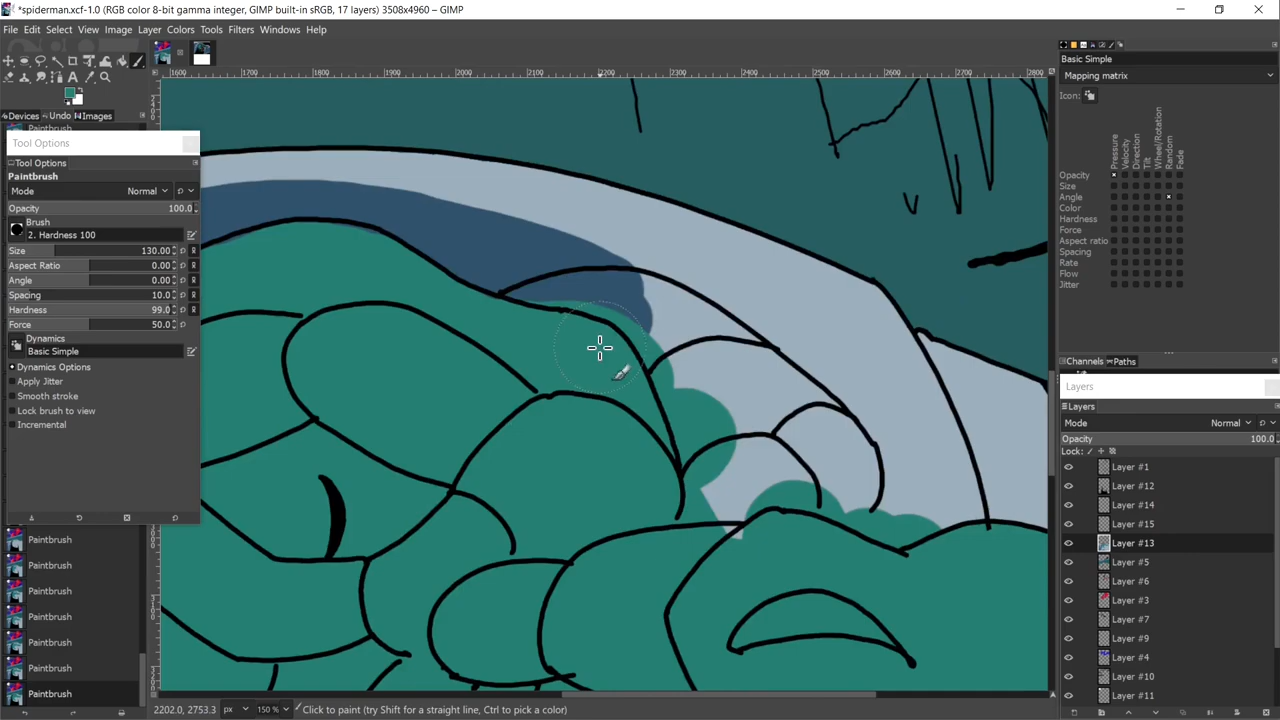 *spiderman.xcf-1.0 (RGB color 8-bit gamma integer, GIMP built-in sRGB, 17 layers) 3508x4960 – GIMP
File Edit Select View Image Layer Colors Tools Filters Windows Help
Devices Undo Images
Paintbrush
Tool Options
Tool Options
Paintbrush
Mode Normal
Opacity 100.0
Brush
2. Hardness 100
Size 130.00
Aspect Ratio 0.00
Angle 0.00
Spacing 10.0
Hardness 99.0
Force 50.0
Dynamics
Basic Simple
Dynamics Options
Apply Jitter
Smooth stroke
Lock brush to view
Incremental
Paintbrush
Paintbrush
Paintbrush
Paintbrush
Paintbrush
Paintbrush
Paintbrush
1600 1700 1800 1900 2000 2100 2200 2300 2400 2500 2600 2700
2202.0, 2753.3 px 150 % Click to paint (try Shift for a straight line, Ctrl to pick a color)
Basic Simple
Mapping matrix
Icon:
Pressure
Velocity
Direction
Tilt
Wheel/Rotation
Random
Fade
Opacity
Size
Angle
Color
Hardness
Force
Aspect ratio
Spacing
Rate
Flow
Jitter
Channels Paths
Layers
Layers
Mode Normal
Opacity 100.0
Lock:
Layer #1
Layer #12
Layer #14
Layer #15
Layer #13
Layer #5
Layer #6
Layer #3
Layer #7
Layer #9
Layer #4
Layer #10
Layer #11